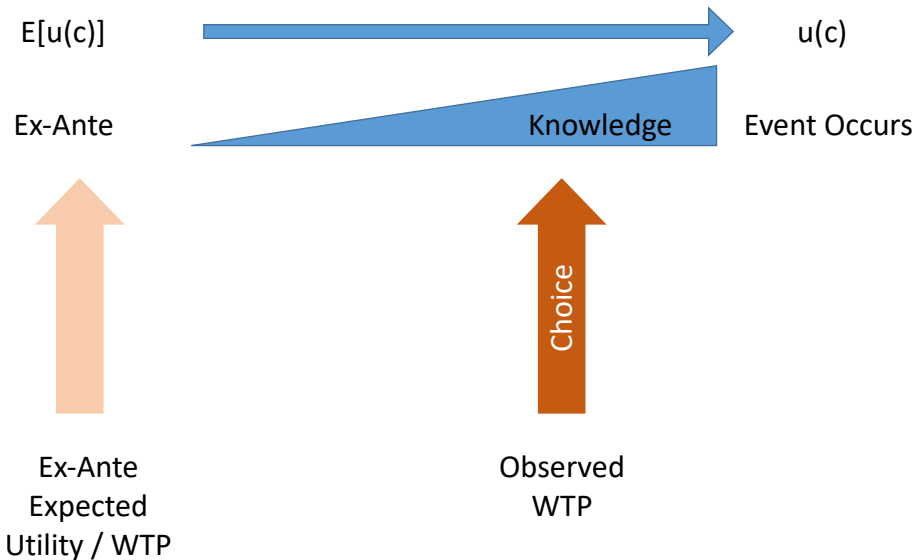 E[u(c)]
u(c)
Ex-Ante
Knowledge
Event Occurs
Choice
Ex-Ante
Expected
Utility / WTP
Observed
WTP